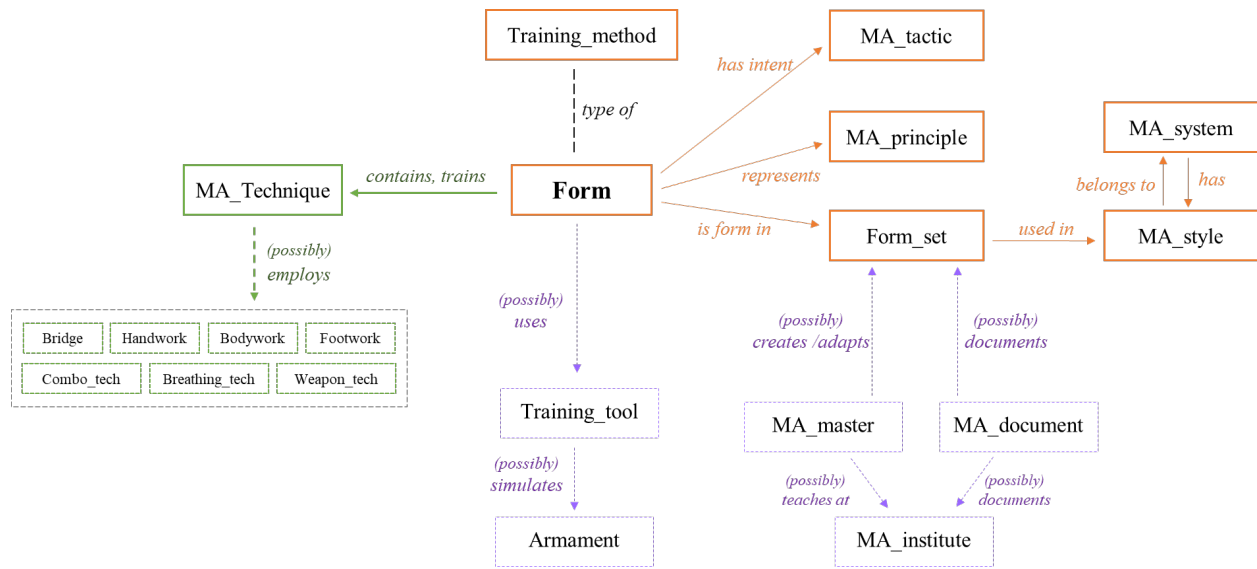 Training_method
MA_tactic
has intent
type of
MA_system
MA_principle
contains, trains
MA_Technique
Form
represents
belongs to
has
is form in
Form_set
used in
MA_style
(possibly)
employs
(possibly)
uses
(possibly)
creates /adapts
(possibly)
documents
Bridge
Handwork
Bodywork
Footwork
Combo_tech
Breathing_tech
Weapon_tech
Training_tool
MA_master
MA_document
(possibly)
simulates
(possibly)
teaches at
(possibly)
documents
Armament
MA_institute